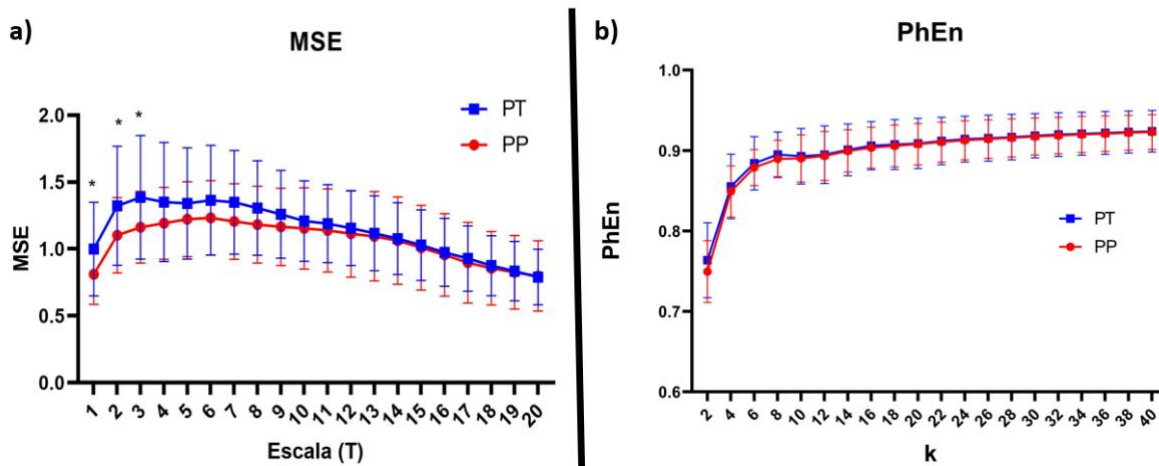 a)
MSE
* * *
PT
PP
2.0
1.5
1.0
0.5
0.0
MSE
1 2 3 4 5 6 7 8 9 10 11 12 13 14 15 16 17 18 19 20
Escala (T)
b)
PhEn
1.0
0.9
0.8
0.7
0.6
PhEn
PT
PP
2 4 6 8 10 12 14 16 18 20 22 24 26 28 30 32 34 36 38 40
k